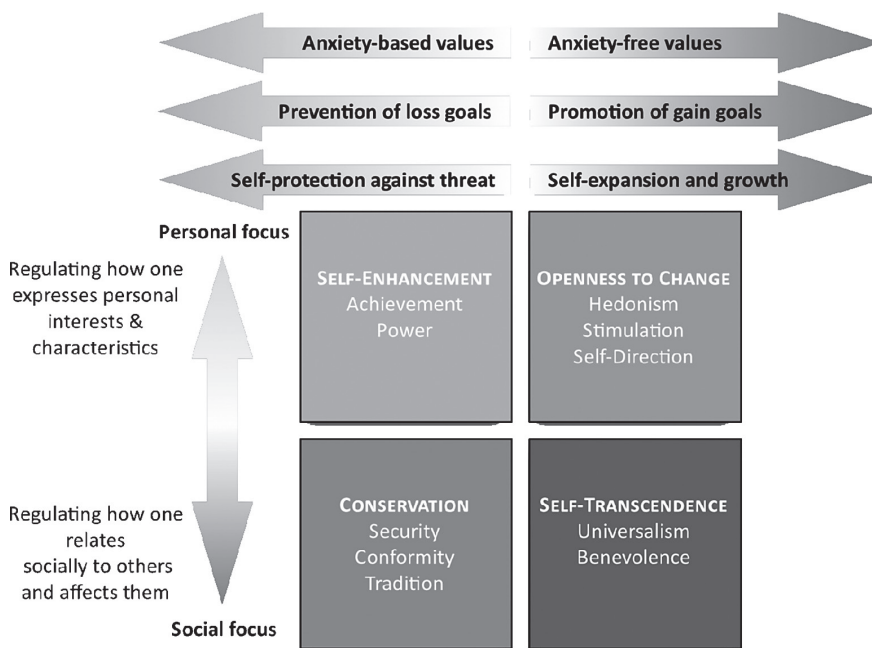 Anxiety-based values
Anxiety-free values
Prevention of loss goals
Promotion of gain goals
Self-protection against threat
Self-expansion and growth
Personal focus
Regulating how one
expresses personal
interests &
characteristics
SELF-ENHANCEMENT
Achievement
Power
OPENNESS TO CHANGE
Hedonism
Stimulation
Self-Direction
Regulating how one
relates
socially to others
and affects them
Social focus
CONSERVATION
Security
Conformity
Tradition
SELF-TRANSCENDENCE
Universalism
Benevolence